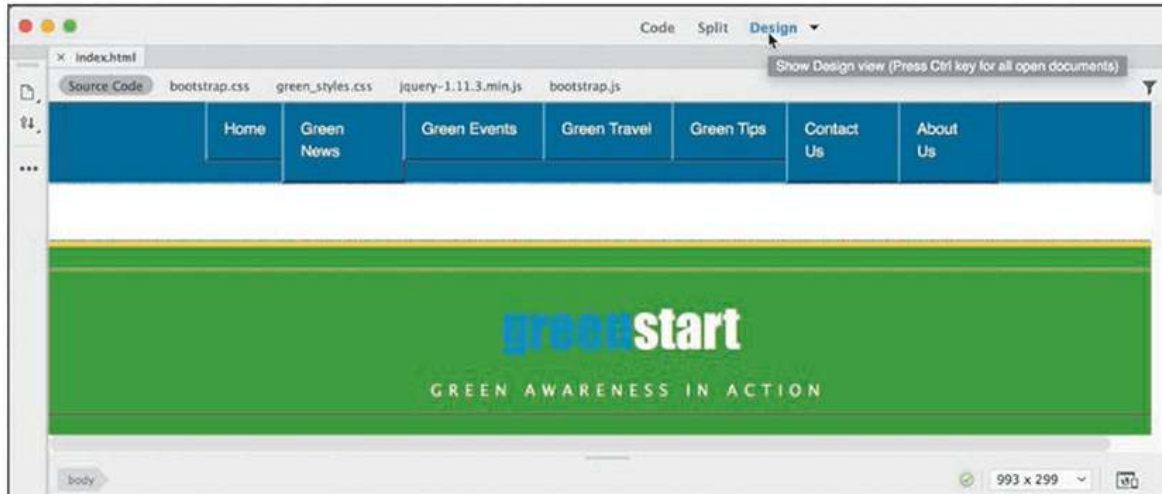 Code Split Design
× index.html
Show Design view (Press Ctrl key for all open documents)
Source Code bootstrap.css green_styles.css jquery-1.11.3.min.js bootstrap.js
Home Green Green Events Green Travel Green Tips Contact About
News Us Us
greenstart
GREEN AWARENESS IN ACTION
body 993 x 299